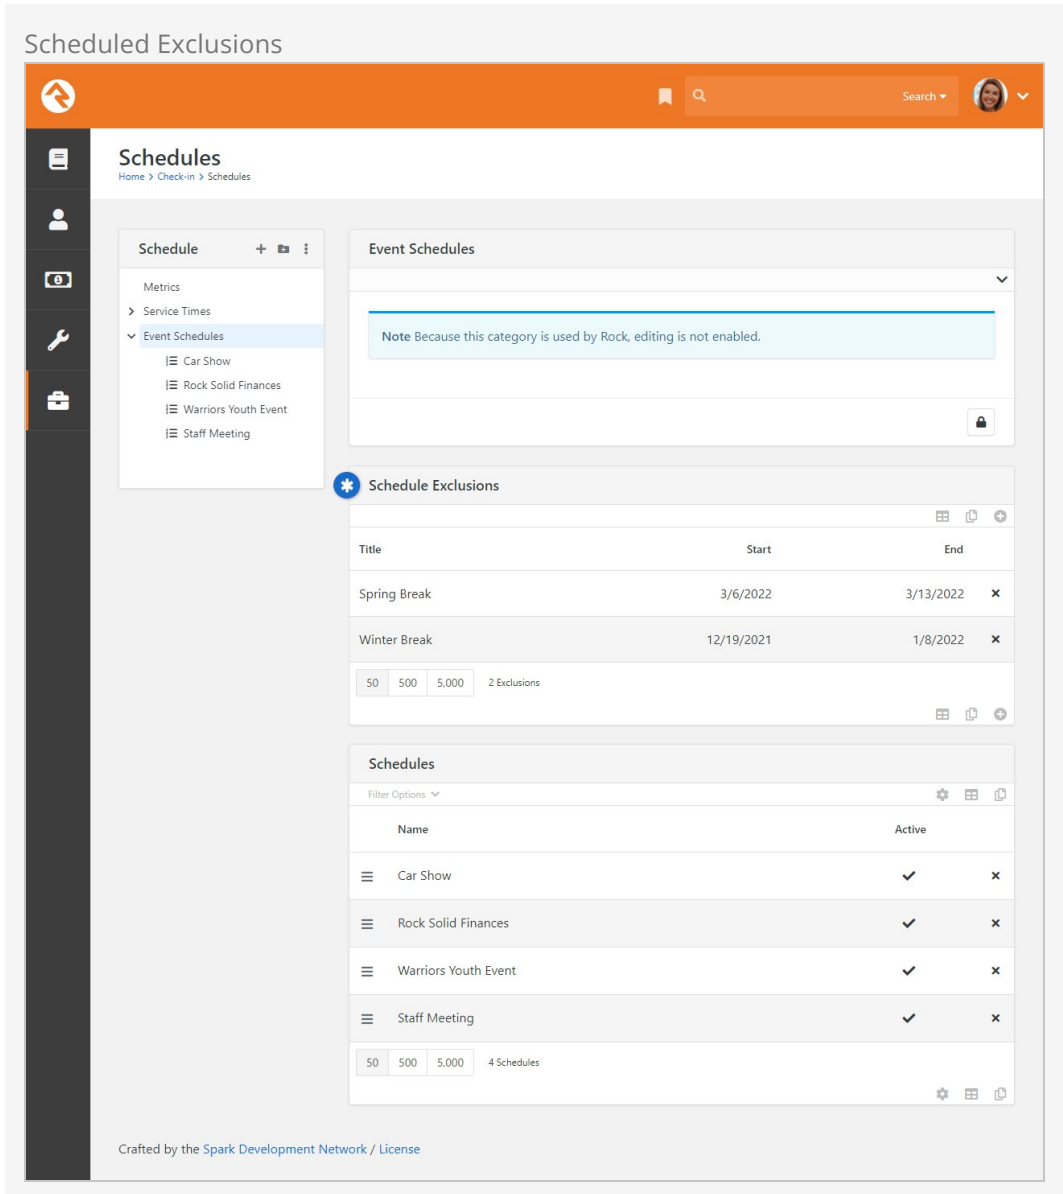 Scheduled Exclusions
Search
Schedules
Home > Check-in > Schedules
Schedule
Metrics
Service Times
Event Schedules
Car Show
Rock Solid Finances
Warriors Youth Event
Staff Meeting
Event Schedules
Note Because this category is used by Rock, editing is not enabled.
Schedule Exclusions
Title Start End
Spring Break 3/6/2022 3/13/2022
Winter Break 12/19/2021 1/8/2022
50 500 5,000 2 Exclusions
Schedules
Filter Options
Name Active
Car Show
Rock Solid Finances
Warriors Youth Event
Staff Meeting
50 500 5,000 4 Schedules
Crafted by the Spark Development Network / License